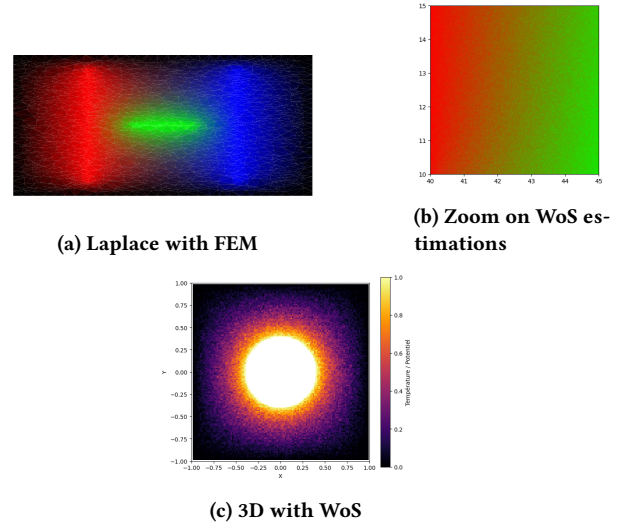 15
14
13
12
11
10
40 41 42 43 44 45
(a) Laplace with FEM
(b) Zoom on WoS es-
timations
1.00
0.75
0.50
0.25
0.00
−0.25
−0.50
−0.75
−1.00
Y
−1.00 −0.75 −0.50 −0.25 0.00 0.25 0.50 0.75 1.00
X
1.0
0.8
0.6
0.4
0.2
0.0
Température / Potentiel
(c) 3D with WoS